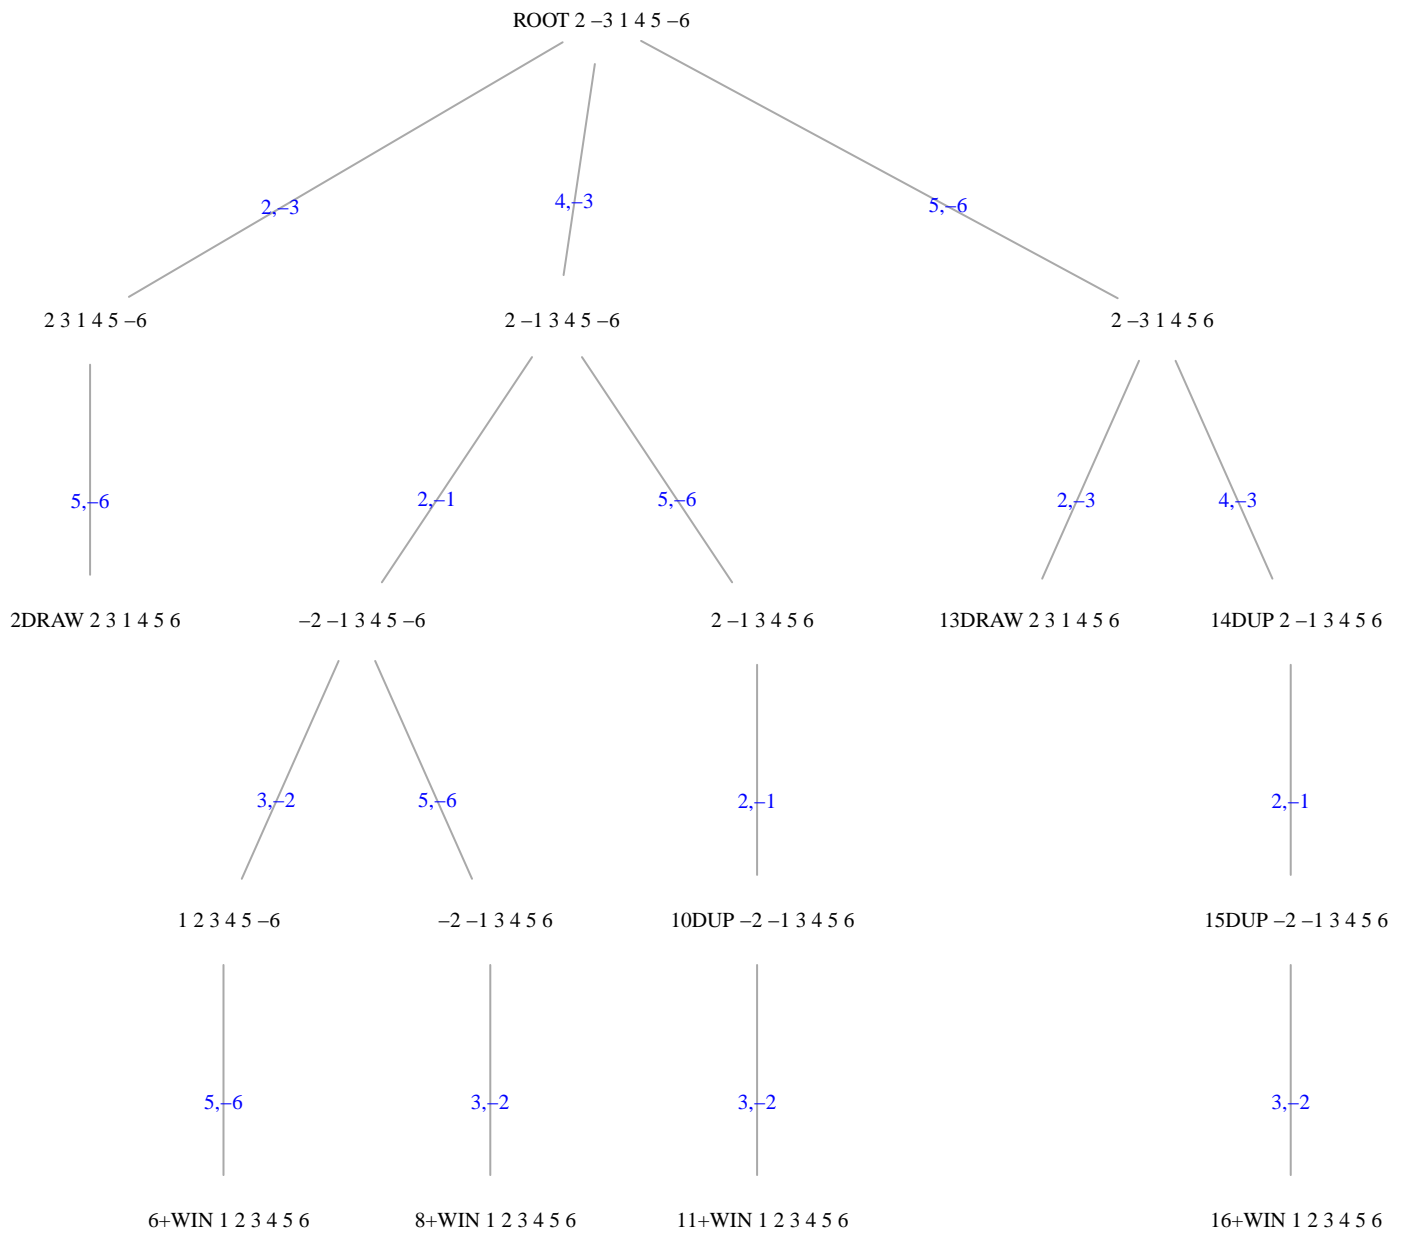 ROOT 2 −3 1 4 5 −6
2,−3
4,−3
5,−6
2 3 1 4 5 −6
2 −1 3 4 5 −6
2 −3 1 4 5 6
5,−6
2,−1
5,−6
2,−3
4,−3
2DRAW 2 3 1 4 5 6
−2 −1 3 4 5 −6
2 −1 3 4 5 6
13DRAW 2 3 1 4 5 6
14DUP 2 −1 3 4 5 6
3,−2
5,−6
2,−1
2,−1
1 2 3 4 5 −6
−2 −1 3 4 5 6
10DUP −2 −1 3 4 5 6
15DUP −2 −1 3 4 5 6
5,−6
3,−2
3,−2
3,−2
6+WIN 1 2 3 4 5 6
8+WIN 1 2 3 4 5 6
11+WIN 1 2 3 4 5 6
16+WIN 1 2 3 4 5 6